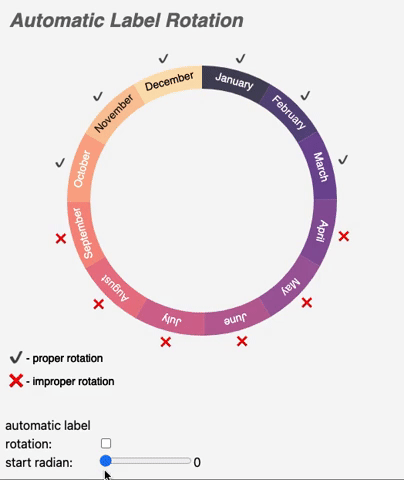 Automatic Label Rotation
December
January
November
February
October
March
September
April
August
May
July
June
- proper rotation
- improper rotation
automatic label
rotation:
start radian: 0